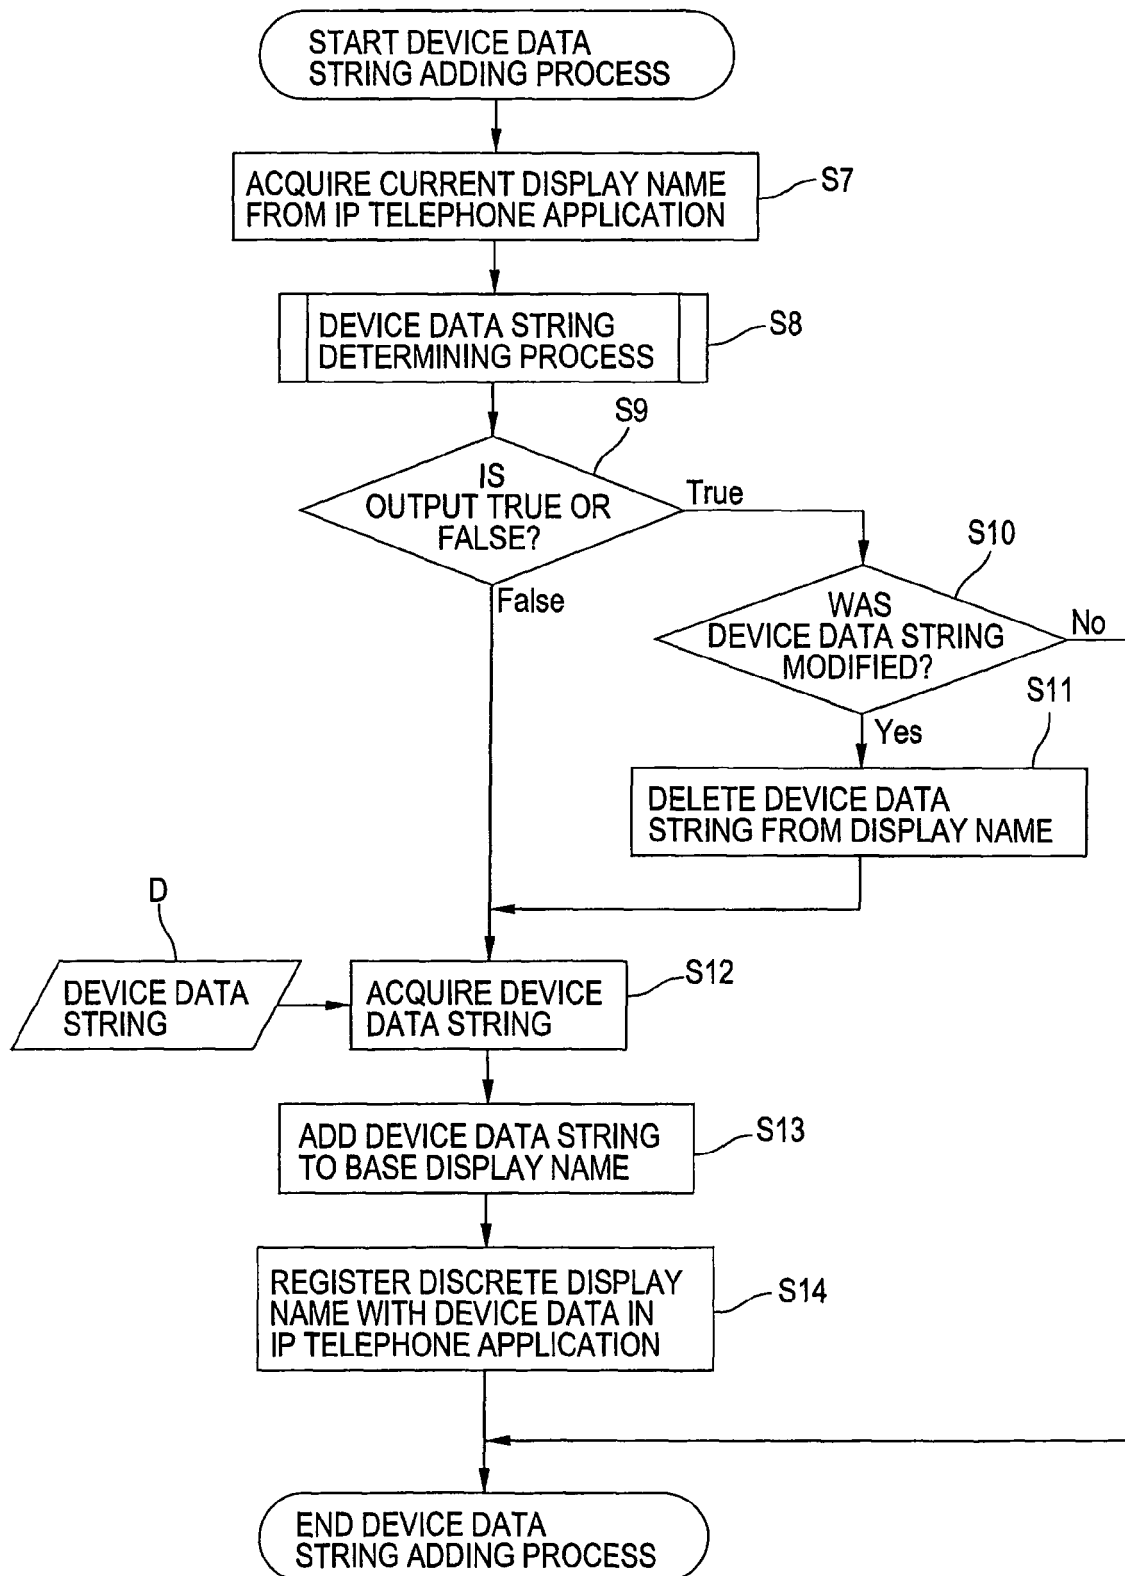 START DEVICE DATA
STRING ADDING PROCESS
ACQUIRE CURRENT DISPLAY NAME
FROM IP TELEPHONE APPLICATION
S7
DEVICE DATA STRING
DETERMINING PROCESS
S8
S9
IS
OUTPUT TRUE OR
FALSE?
True
False
S10
WAS
DEVICE DATA STRING
MODIFIED?
No
Yes
S11
DELETE DEVICE DATA
STRING FROM DISPLAY NAME
D
DEVICE DATA
STRING
ACQUIRE DEVICE
DATA STRING
S12
ADD DEVICE DATA STRING
TO BASE DISPLAY NAME
S13
REGISTER DISCRETE DISPLAY
NAME WITH DEVICE DATA IN
IP TELEPHONE APPLICATION
S14
END DEVICE DATA
STRING ADDING PROCESS